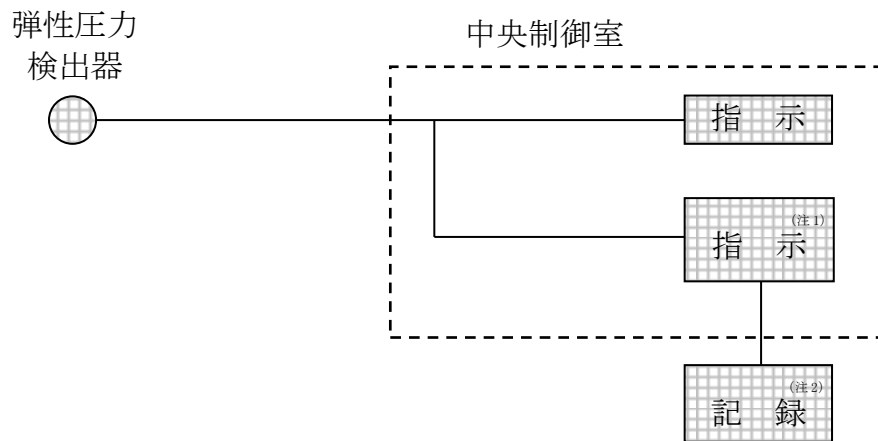 弾性圧力
検出器
中央制御室
指 示
(注1)
指 示
(注2)
記 録